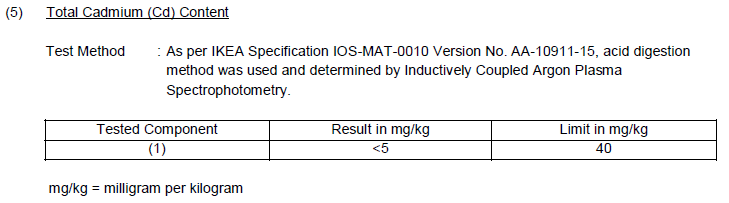 (5) Total Cadmium (Cd) Content
Test Method : As per IKEA Specification IOS-MAT-0010 Version No. AA-10911-15, acid digestion
method was used and determined by Inductively Coupled Argon Plasma
Spectrophotometry.
Tested Component Result in mg/kg Limit in mg/kg
(1) <5 40
mg/kg = milligram per kilogram